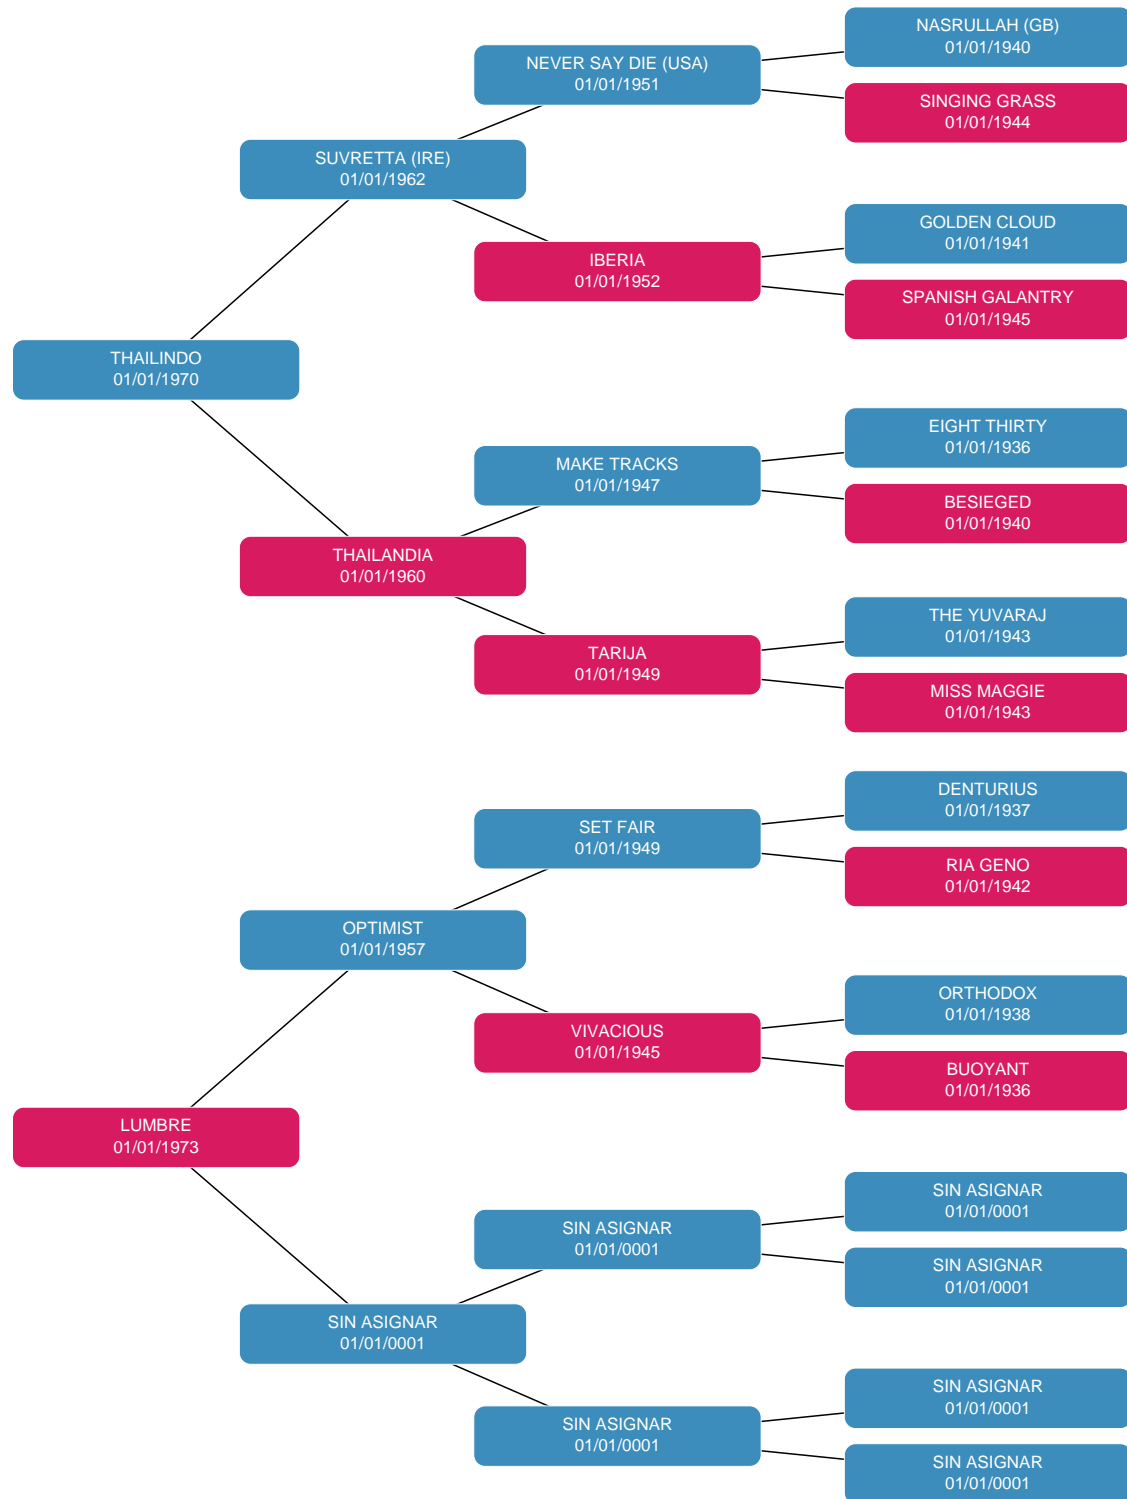 NASRULLAH (GB)
01/01/1940
NEVER SAY DIE (USA)
01/01/1951
SINGING GRASS
01/01/1944
SUVRETTA (IRE)
01/01/1962
GOLDEN CLOUD
01/01/1941
IBERIA
01/01/1952
SPANISH GALANTRY
01/01/1945
THAILINDO
01/01/1970
EIGHT THIRTY
01/01/1936
MAKE TRACKS
01/01/1947
BESIEGED
01/01/1940
THAILANDIA
01/01/1960
THE YUVARAJ
01/01/1943
TARIJA
01/01/1949
MISS MAGGIE
01/01/1943
DENTURIUS
01/01/1937
SET FAIR
01/01/1949
RIA GENO
01/01/1942
OPTIMIST
01/01/1957
ORTHODOX
01/01/1938
VIVACIOUS
01/01/1945
BUOYANT
01/01/1936
LUMBRE
01/01/1973
SIN ASIGNAR
01/01/0001
SIN ASIGNAR
01/01/0001
SIN ASIGNAR
01/01/0001
SIN ASIGNAR
01/01/0001
SIN ASIGNAR
01/01/0001
SIN ASIGNAR
01/01/0001
SIN ASIGNAR
01/01/0001